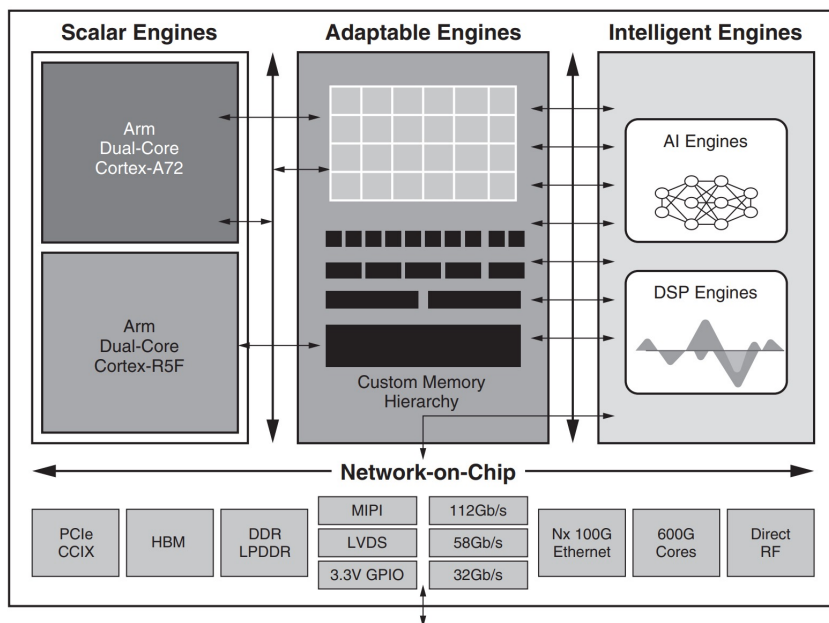 Scalar Engines
Adaptable Engines
Intelligent Engines
Arm
Dual-Core
Cortex-A72
Arm
Dual-Core
Cortex-R5F
Custom Memory
Hierarchy
AI Engines
DSP Engines
Network-on-Chip
PCIe
CCIX
HBM
DDR
LPDDR
MIPI
LVDS
3.3V GPIO
112Gb/s
58Gb/s
32Gb/s
Nx 100G
Ethernet
600G
Cores
Direct
RF